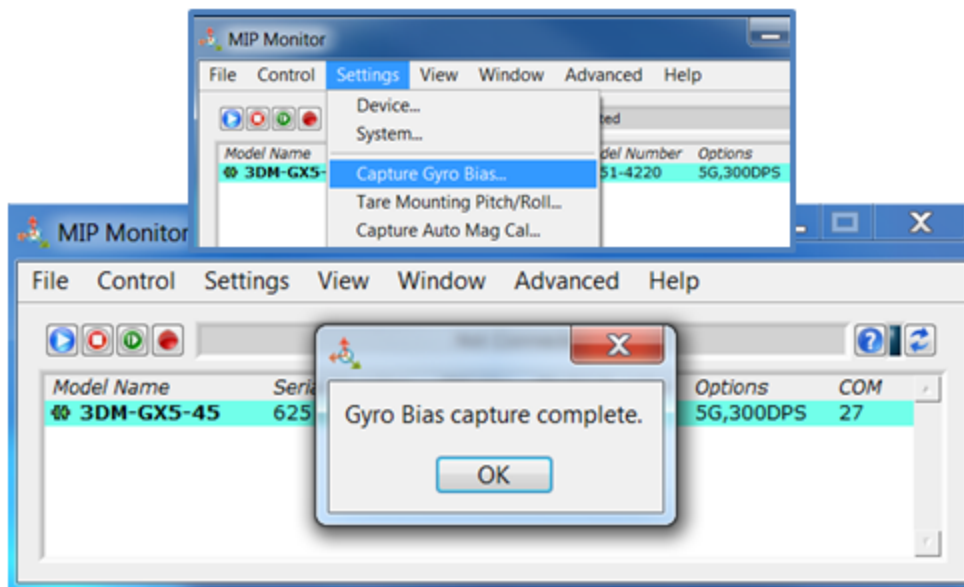 MIP Monitor
File Control Settings View Window Advanced Help
Device...
System...
Model Name del Number Options
3DM-GX5- 51-4220 5G,300DPS
Capture Gyro Bias...
Tare Mounting Pitch/Roll...
Capture Auto Mag Cal...
MIP Monitor
File Control Settings View Window Advanced Help
Model Name Seria Options COM
3DM-GX5-45 625 5G,300DPS 27
Gyro Bias capture complete.
OK